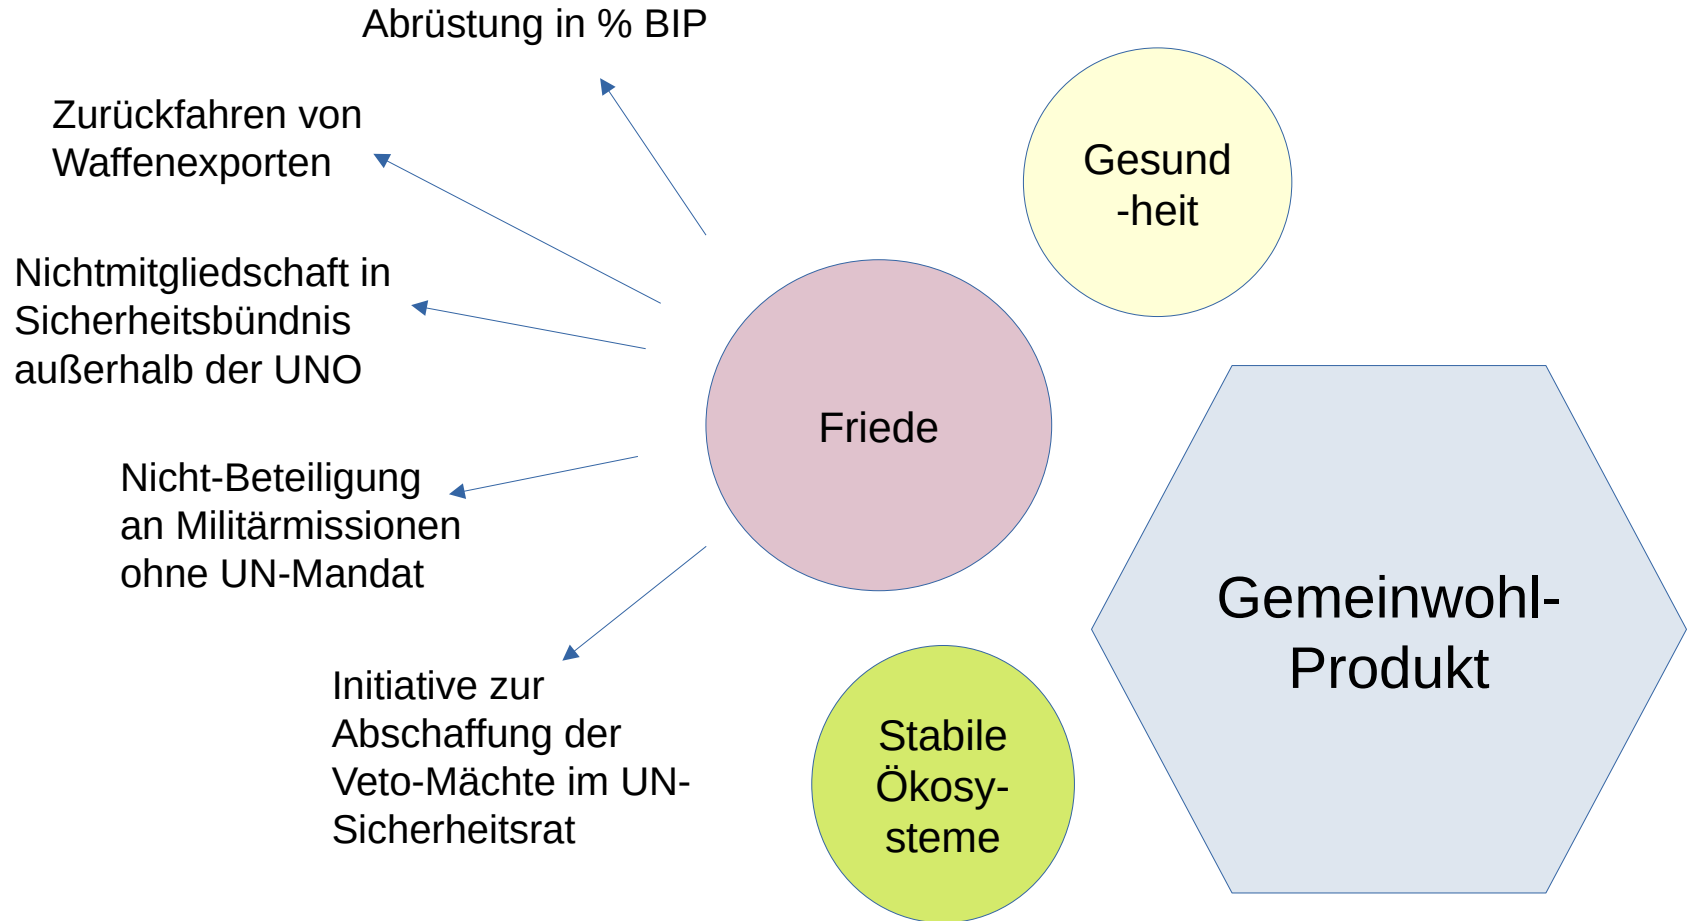 Abrüstung in % BIP
Zurückfahren von
Waffenexporten
Nichtmitgliedschaft in
Sicherheitsbündnis
außerhalb der UNO
Nicht-Beteiligung
an Militärmissionen
ohne UN-Mandat
Initiative zur
Abschaffung der
Veto-Mächte im UN-
Sicherheitsrat
Friede
Gesund
-heit
Stabile
Ökosy-
steme
Gemeinwohl-
Produkt